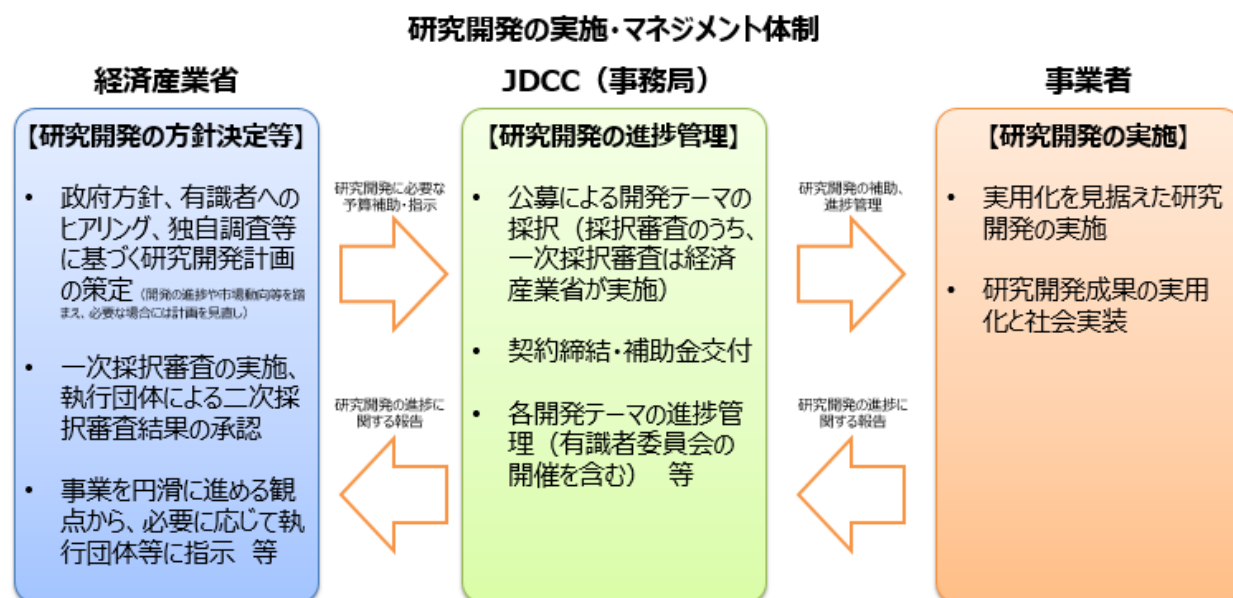 研究開発の実施・マネジメント体制
経済産業省
【研究開発の方針決定等】
• 政府方針、有識者への
ヒアリング、独自調査等
に基づく研究開発計画
の策定（開発の進捗や市場動向等を踏
まえ、必要な場合には計画を見直し）
• 一次採択審査の実施、
執行団体による二次採
択審査結果の承認
• 事業を円滑に進める観
点から、必要に応じて執
行団体等に指示　等
研究開発に必要な
予算補助・指示
研究開発の進捗に
関する報告
JDCC（事務局）
【研究開発の進捗管理】
• 公募による開発テーマの
採択（採択審査のうち、
一次採択審査は経済
産業省が実施）
• 契約締結・補助金交付
• 各開発テーマの進捗管
理（有識者委員会の
開催を含む）　等
研究開発の補助、
進捗管理
研究開発の進捗に
関する報告
事業者
【研究開発の実施】
• 実用化を見据えた研究
開発の実施
• 研究開発成果の実用
化と社会実装